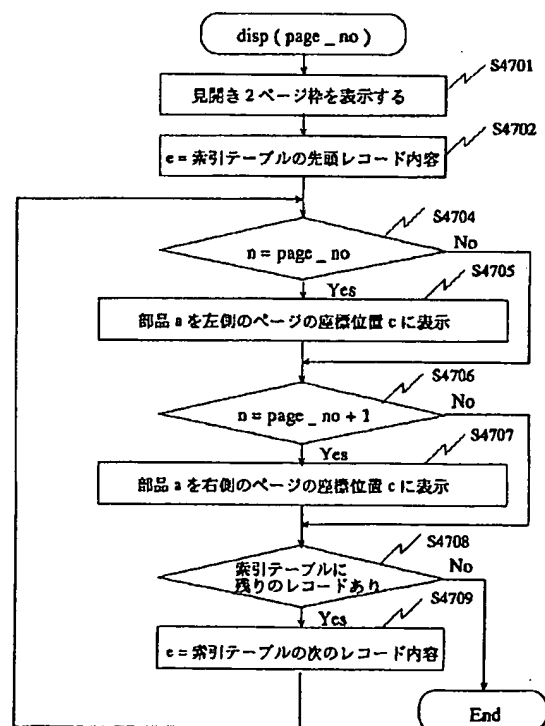 disp ( page _ no )
S4701
見開き2ページ枠を表示する
S4702
e = 索引テーブルの先頭レコード内容
S4704
n = page _ no
No
S4705
Yes
部品 a を左側のページの座標位置 c に表示
S4706
n = page _ no + 1
No
S4707
Yes
部品 a を右側のページの座標位置 c に表示
S4708
索引テーブルに
残りのレコードあり
No
S4709
Yes
e = 索引テーブルの次のレコード内容
End